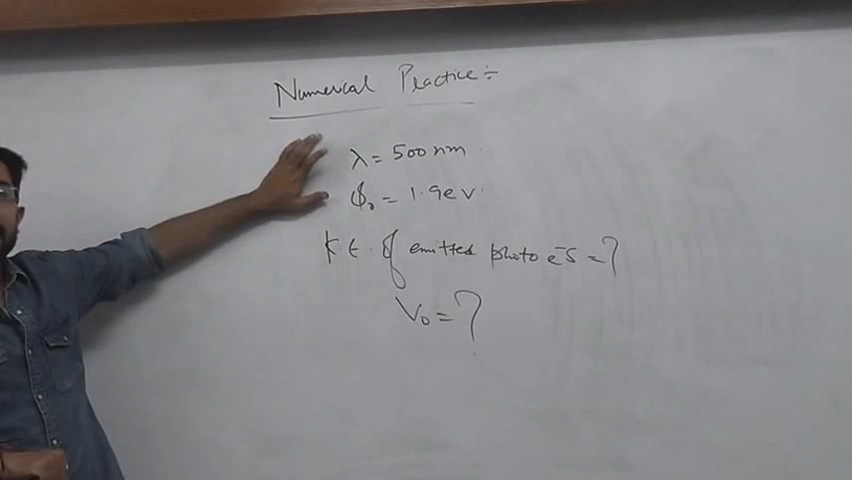 Numerical Practice ÷
λ = 500 nm
ϕ₀ = 1.9 eV
K.E. of emitted photo e⁻s = ?
V₀ = ?